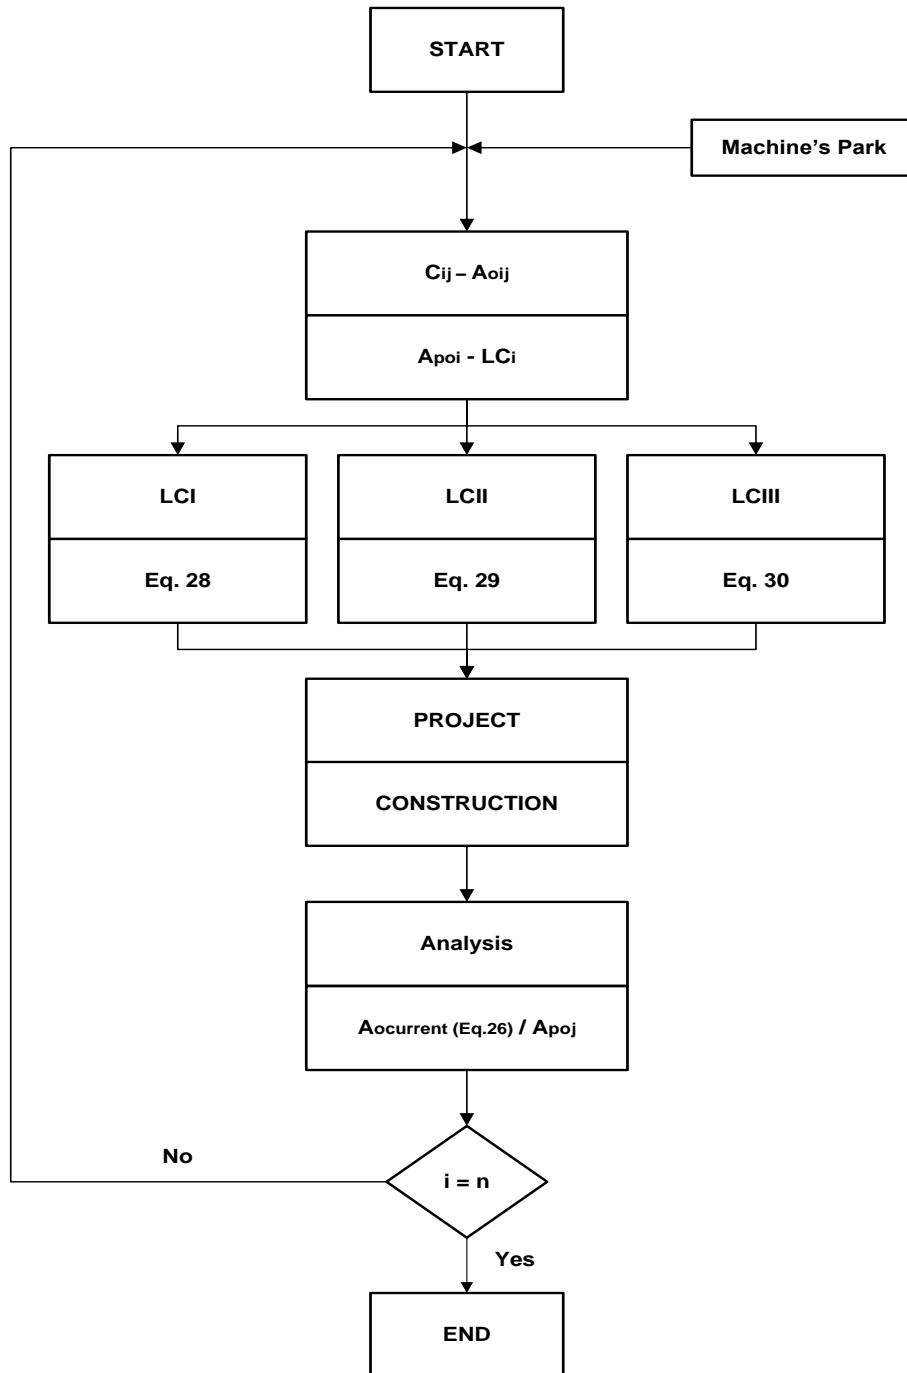 START
Machine’s Park
Cij – Aoij
Apoi - LCi
LCI
LCII
LCIII
Eq. 28
Eq. 29
Eq. 30
PROJECT
CONSTRUCTION
Analysis
Aocurrent (Eq.26) / Apoj
No
i = n
Yes
END